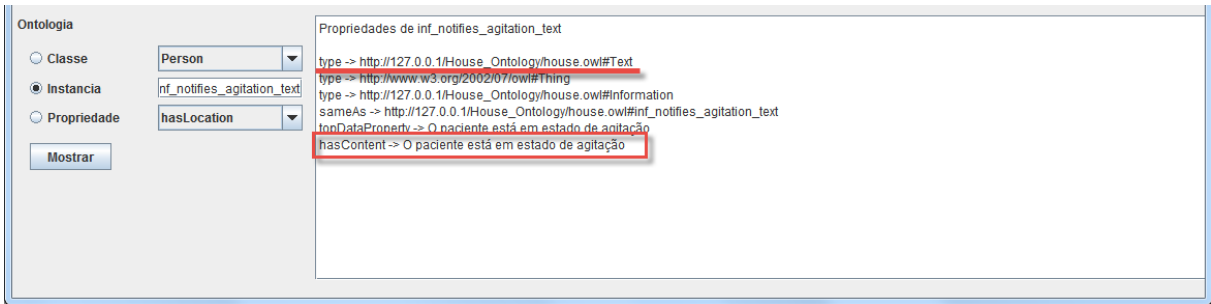 Ontologia
Classe
Person
Instancia
nf_notifies_agitation_text
Propriedade
hasLocation
Mostrar
Propriedades de inf_notifies_agitation_text
type -> http://127.0.0.1/House_Ontology/house.owl#Text
type -> http://www.w3.org/2002/07/owl#Thing
type -> http://127.0.0.1/House_Ontology/house.owl#Information
sameAs -> http://127.0.0.1/House_Ontology/house.owl#inf_notifies_agitation_text
topDataProperty -> O paciente está em estado de agitação
hasContent -> O paciente está em estado de agitação